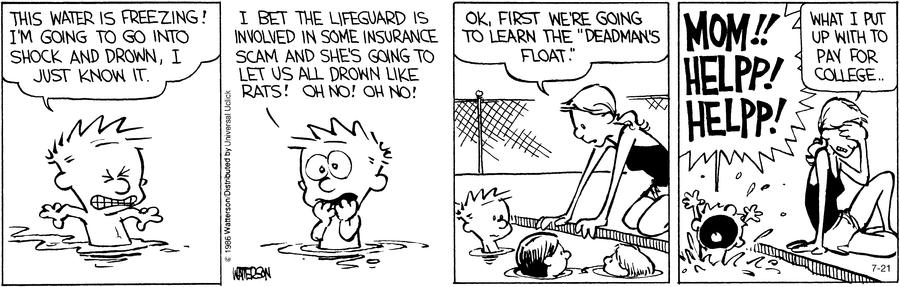 THIS WATER IS FREEZING!
I'M GOING TO GO INTO
SHOCK AND DROWN, I
JUST KNOW IT.
© 1986 Watterson/Distributed by Universal Uclick
I BET THE LIFEGUARD IS
INVOLVED IN SOME INSURANCE
SCAM AND SHE'S GOING TO
LET US ALL DROWN LIKE
RATS! OH NO! OH NO!
WATTERSON
OK, FIRST WE'RE GOING
TO LEARN THE "DEADMAN'S
FLOAT."
MOM!!
HELPP!
HELPP!
WHAT I PUT
UP WITH TO
PAY FOR
COLLEGE..
7-21